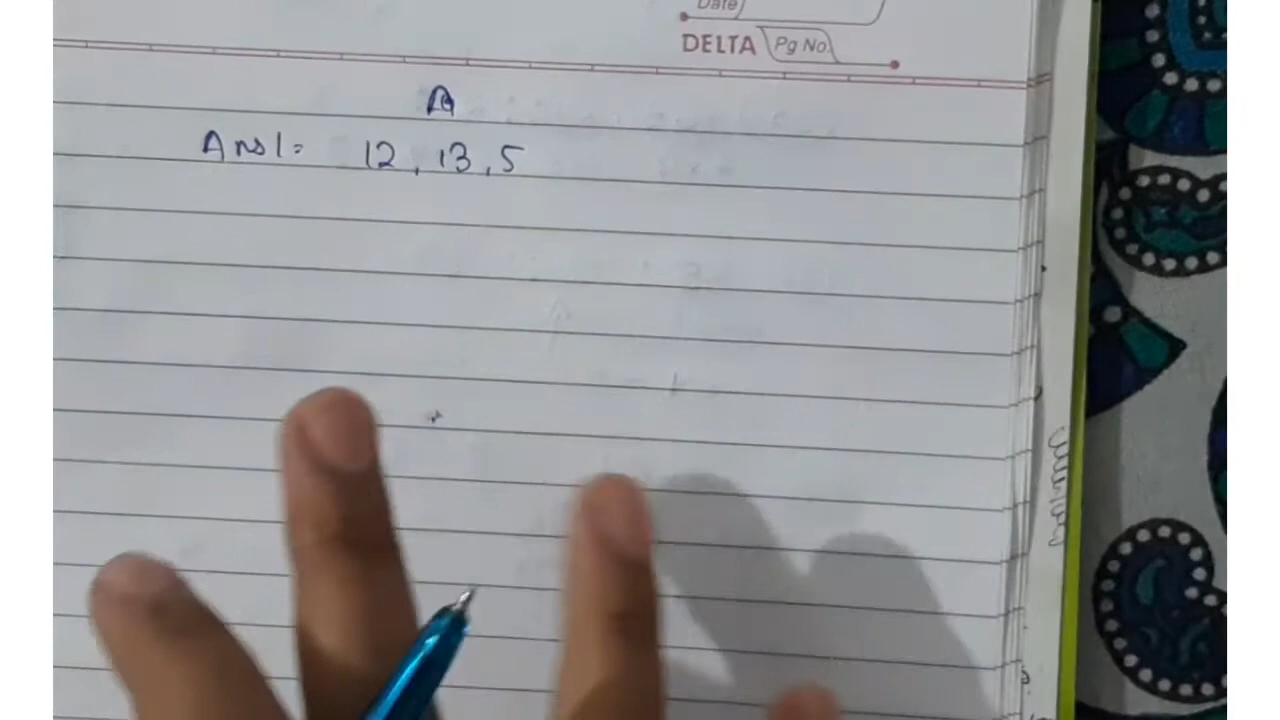 Date
DELTA Pg No.
A
Ans1= 12, 13, 5